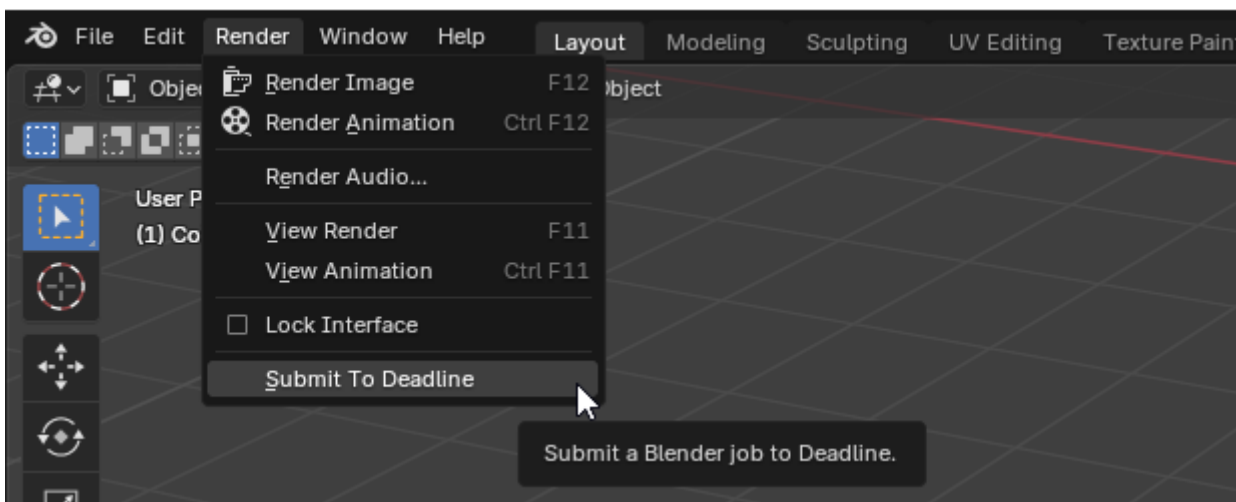 File Edit Render Window Help Layout Modeling Sculpting UV Editing Texture Pain
Obje
bject
Render Image F12
Render Animation Ctrl F12
Render Audio...
View Render F11
View Animation Ctrl F11
Lock Interface
Submit To Deadline
User P
(1) Co
Submit a Blender job to Deadline.